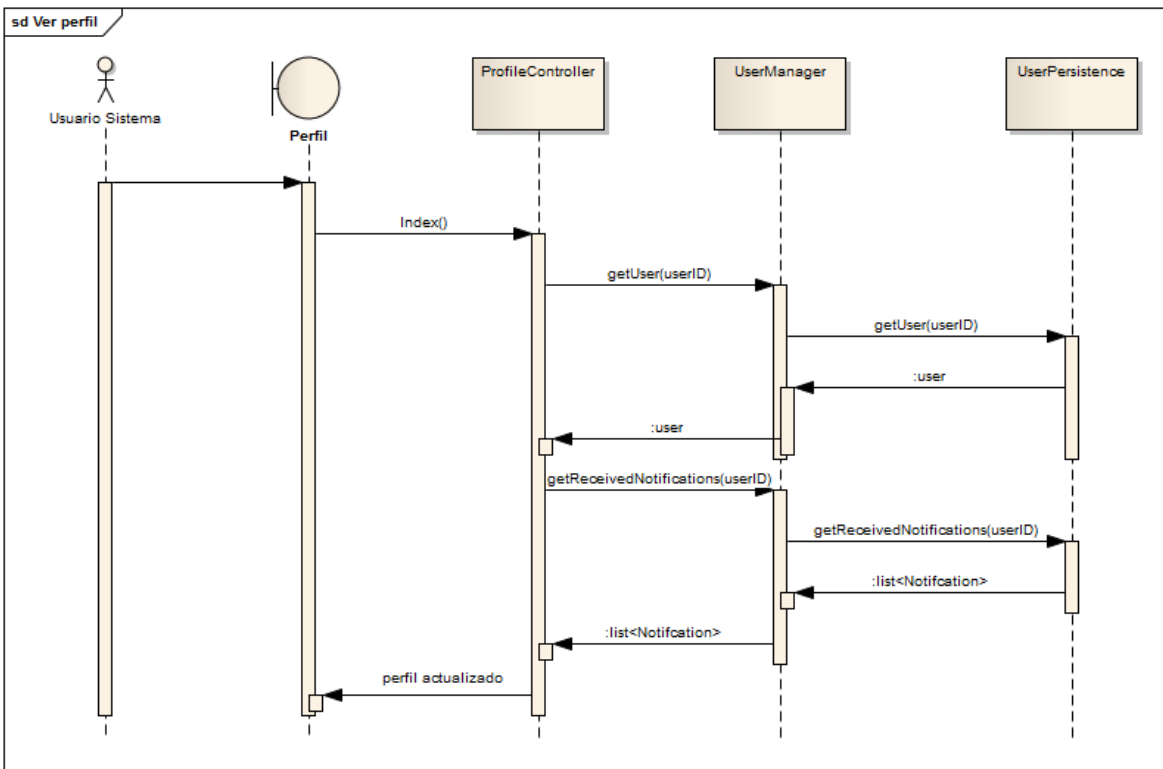 sd Ver perfil
Usuario Sistema
Perfil
ProfileController
UserManager
UserPersistence
Index()
getUser(userID)
getUser(userID)
:user
:user
getReceivedNotifications(userID)
getReceivedNotifications(userID)
:list<Notifcation>
:list<Notifcation>
perfil actualizado